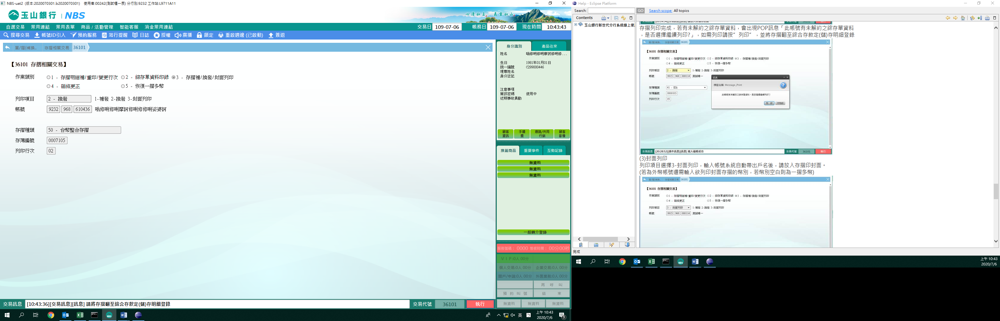 NBS-uat2 (版本:2020070301.b2020070301) 使用者:00242(測試櫃一辰) 分行別:9232 工作站:L9711A11
玉山銀行 NBS
心清如玉 義重如山
自選交易 常用連結 常用表單 商品 / 活動管理 智能客服 消金常用連結 交易日 109-07-06 帳務日 109-07-06 現在時間 10:43:43
搜尋交易 帳號ID引入 預約服務 蒞行提醒 日誌 授權 廣播 鎖定 重啟週邊 (已啟動) 簽退
單/摺(補換.. 存摺相關交易 36101
【36101 存摺相關交易】
作業類別 1 - 存摺明細補/重印/變更行次 2 - 綜存單資料印錄 3 - 存摺補/換發/封面列印
4 - 磁條更正 5 - 恢復一摺多幣
列印項目 2 - 換發 1-補發 2-換發 3-封面列印
帳號 9232 968 610436
存摺種類 50 - 台幣整合存摺
存簿編號 0007105
列印行次 02
身分識別 產品往來
姓名
生日 1981年01月01日
統一編號 C299000446
理專姓名
身分註記
注意事項
簡訊密碼 使用中
近期事故異動
顧客資訊 手續費 通路/共同行銷 顧客影像
推薦商品 重要事件 互動記錄
無資料
無資料
無資料
一般轉介登錄
服務號碼: 0000 等候時間: 00分00秒
VIP:0人 00分
個人交易:0人 00分 企業交易:0人 00分
開戶/申請:0人 00分 外匯業務:0人 00分
再 呼 叫
預 約 叫 號 結 束
無資料 無資料 無資料
交易訊息 [10:43:36][交易訊息][訊息] 請將存摺翻至綜合存款定(儲)存明細登錄 交易代號 36101 執行
英 上午 10:43
2020/7/6 3
Help - Eclipse Platform
Search: GO Search scope: All topics
Contents
玉山銀行新世代分行系統線上使
存摺列印完成，若有未解約之綜存單資料，會出現POP訊息「此帳號有未解約之綜存單資料
，是否選擇繼續列印?」，如需列印請按”列印”，並將存摺翻至綜合存款定(儲)存明細登錄
單/摺(補換.. 存摺相關交易 36101
【36101 存摺相關交易】
作業類別 1 - 存摺明細補/重印/變更行次 2 - 綜存單資料印錄 3 - 存摺補/換發/封面列印
4 - 磁條更正 5 - 恢復一摺多幣
列印項目 2 - 換發 1-補發 2-換發 3-封面列印
帳號 9915 968 000114 測試晴一
存簿種類 41 - ESA
存簿編號 0000103
列印行次 05
訊息
模組名稱: Message_Print
此帳號有未解約之綜存單資料，是否選擇繼續列印?
列 印 不列印
交易訊息 [20:28:52][操作訊息][訊息] 寫入磁條成功 交易代號 36101 執行
(3)封面列印
列印項目選擇3-封面列印，輸入帳號系統自動帶出戶名後，請放入存摺印封面。
(若為外幣帳號還需輸入欲列印封面存摺的幣別，若幣別空白則為一摺多幣)
單/摺(補換.. 存摺相關交易 36101
【36101 存摺相關交易】
作業類別 1 - 存摺明細補/重印/變更行次 2 - 綜存單資料印錄 3 - 存摺補/換發/封面列印
4 - 磁條更正 5 - 恢復一摺多幣
列印項目 3 - 封面列印 1-補發 2-換發 3-封面列印
帳號 9915 968 000114 測試晴一
完成
上午 10:43
2020/7/6